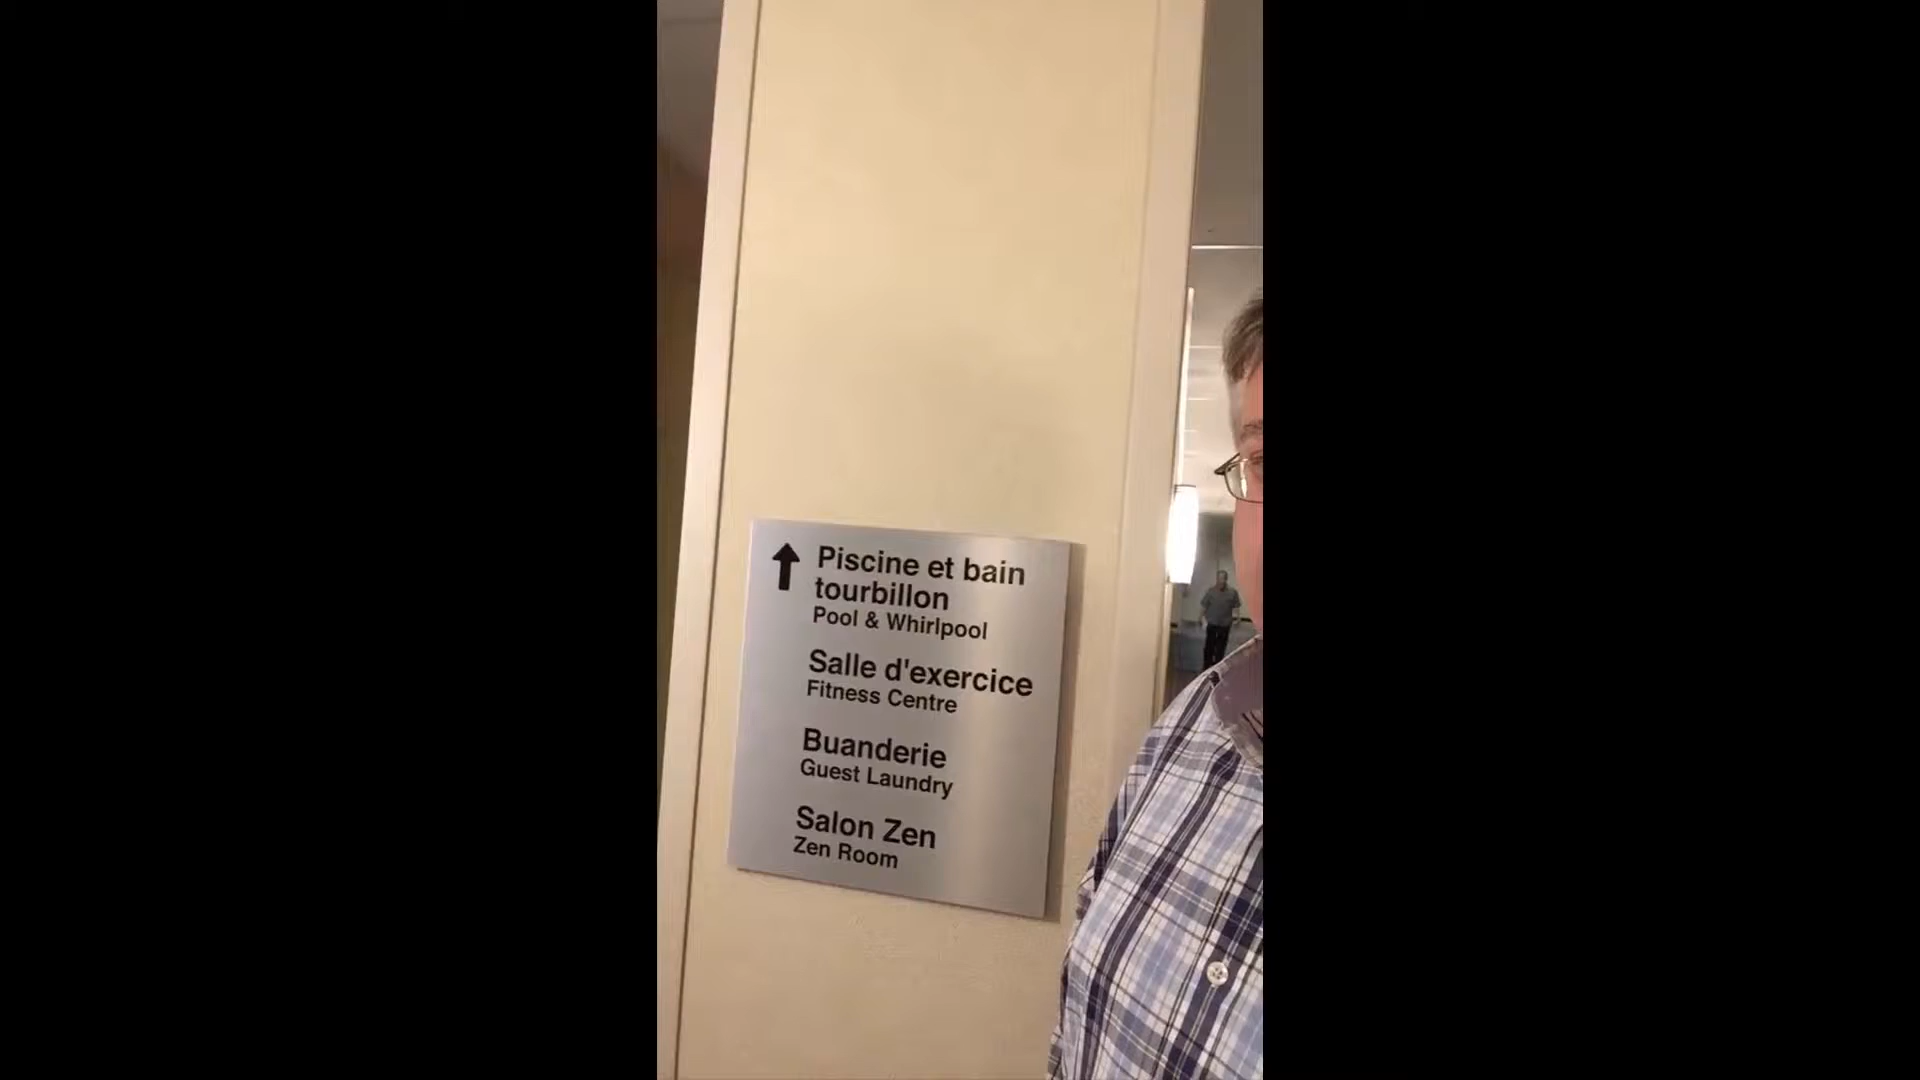 Piscine et bain
tourbillon
Pool & Whirlpool
Salle d'exercice
Fitness Centre
Buanderie
Guest Laundry
Salon Zen
Zen Room